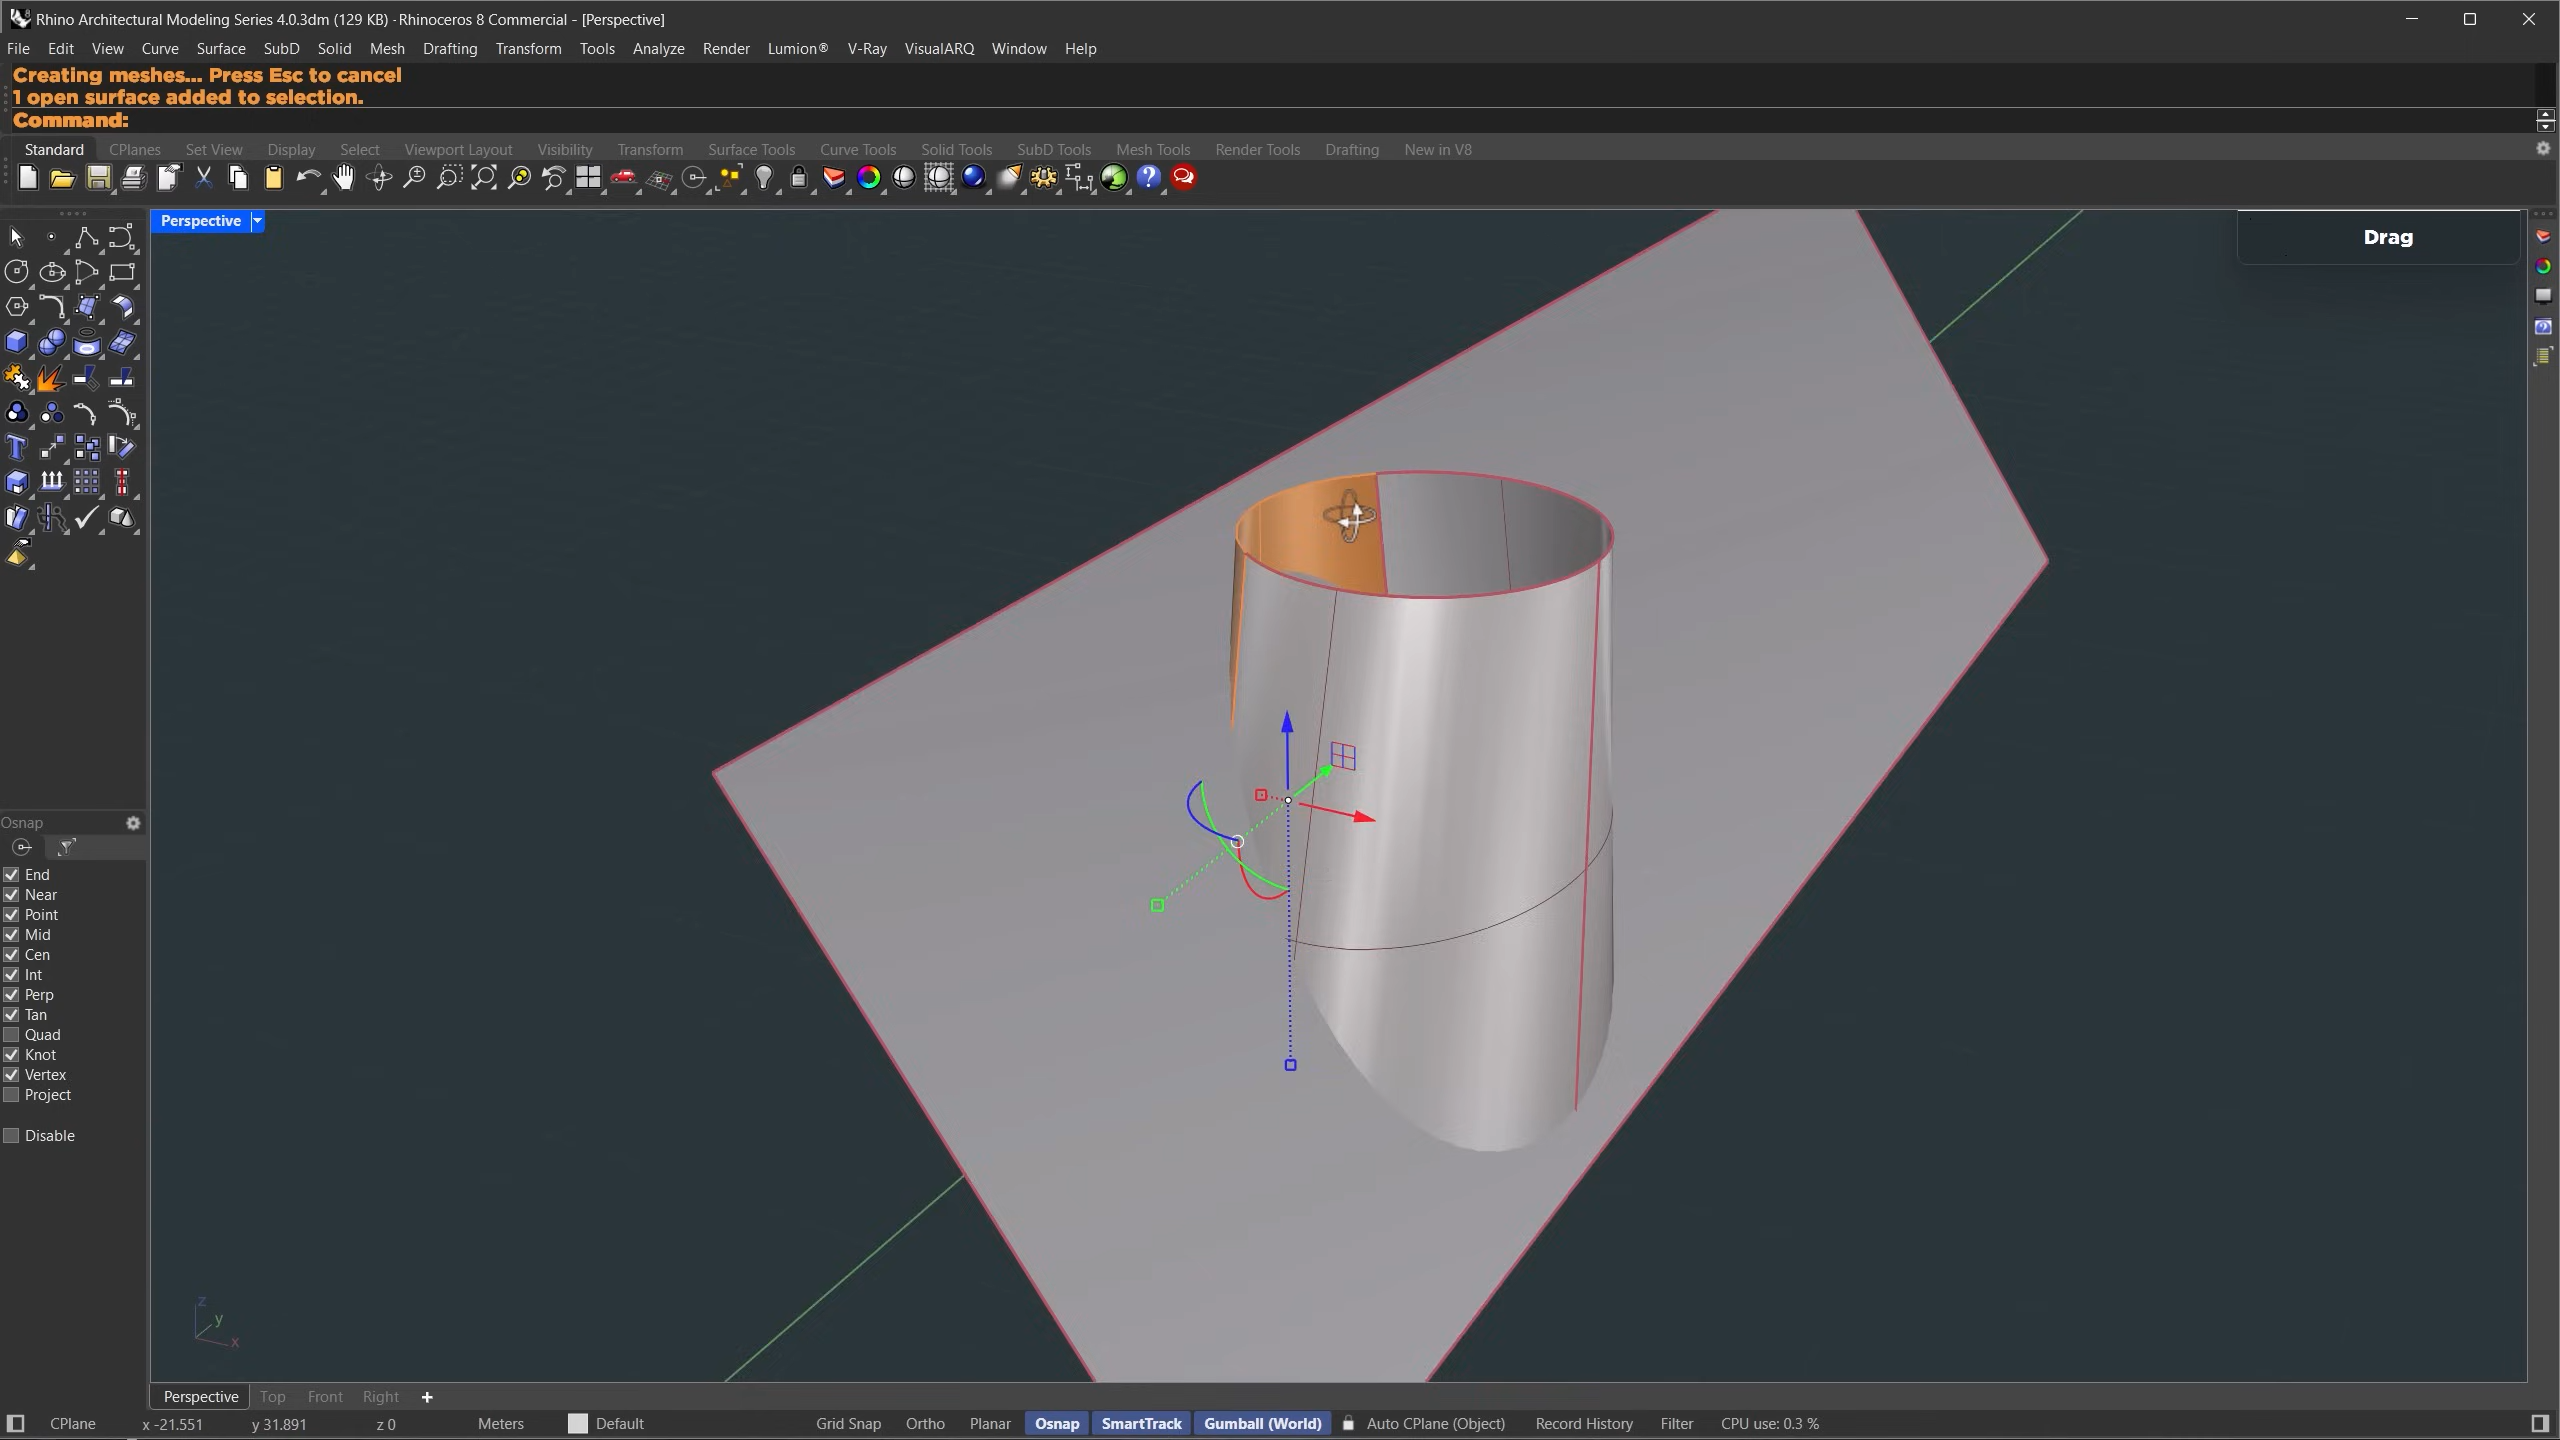 Rhino Architectural Modeling Series 4.0.3dm (129 KB) - Rhinoceros 8 Commercial - [Perspective]
File Edit View Curve Surface SubD Solid Mesh Drafting Transform Tools Analyze Render Lumion® V-Ray VisualARQ Window Help
Creating meshes... Press Esc to cancel
1 open surface added to selection.
Command:
Standard CPlanes Set View Display Select Viewport Layout Visibility Transform Surface Tools Curve Tools Solid Tools SubD Tools Mesh Tools Render Tools Drafting New in V8
Perspective
Drag
Osnap
End
Near
Point
Mid
Cen
Int
Perp
Tan
Quad
Knot
Vertex
Project
Disable
z
y
x
Perspective Top Front Right +
CPlane x -21.551 y 31.891 z 0 Meters Default Grid Snap Ortho Planar Osnap SmartTrack Gumball (World) Auto CPlane (Object) Record History Filter CPU use: 0.3 %